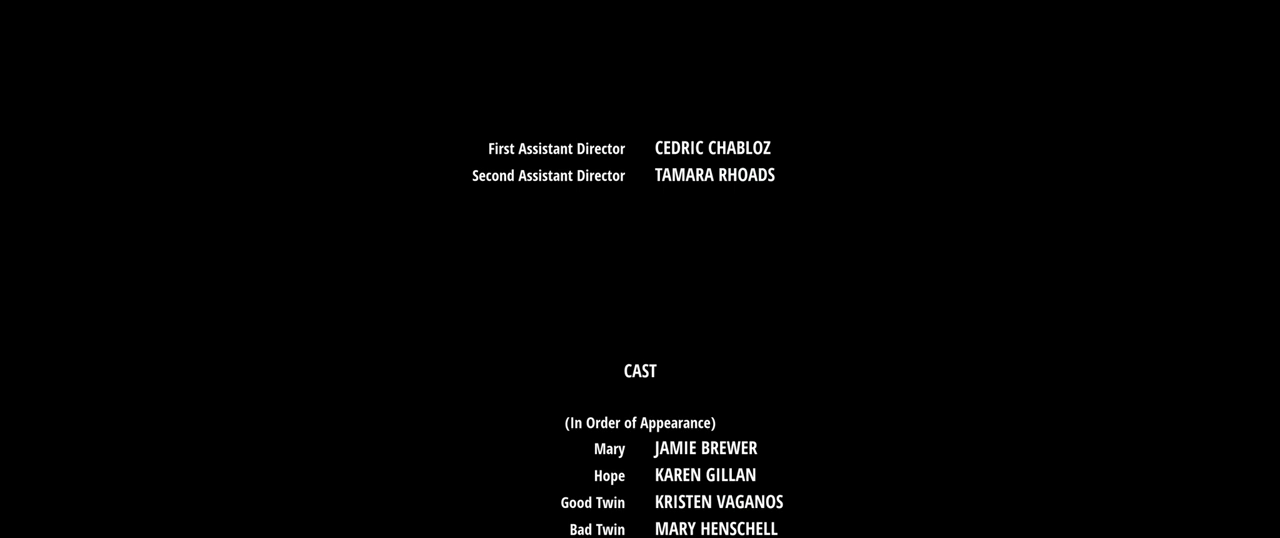 First Assistant Director CEDRIC CHABLOZ
Second Assistant Director TAMARA RHOADS
CAST
(In Order of Appearance)
Mary JAMIE BREWER
Hope KAREN GILLAN
Good Twin KRISTEN VAGANOS
Bad Twin MARY HENSCHELL